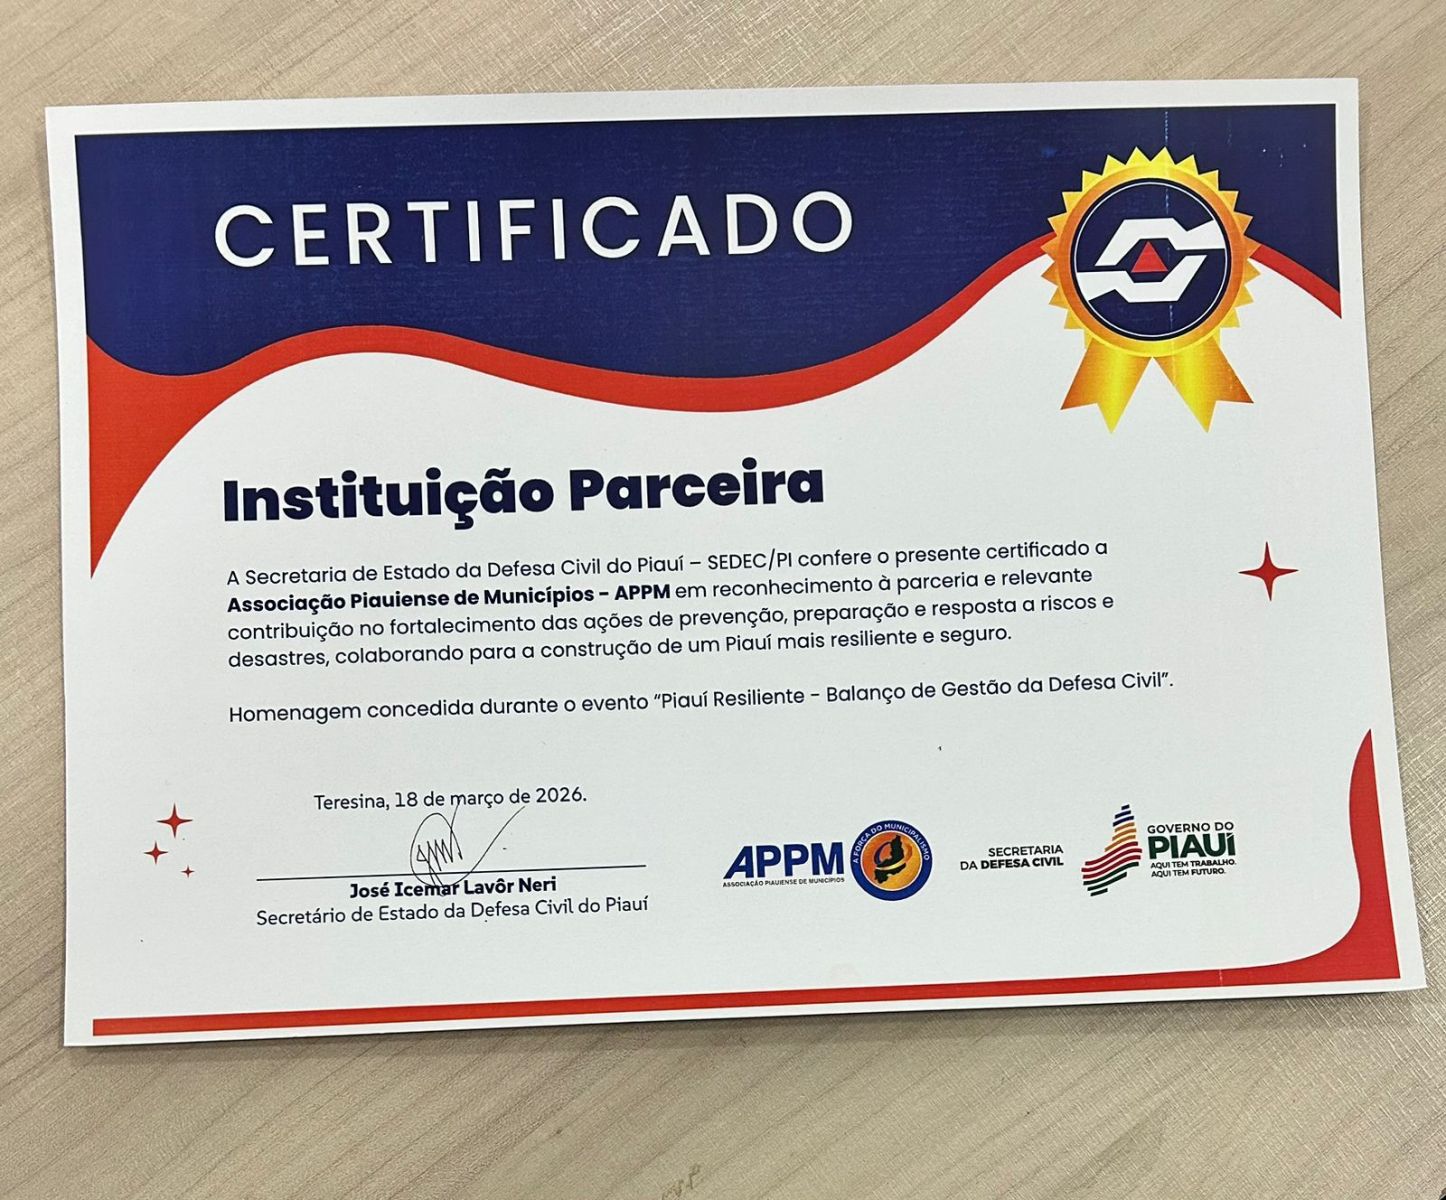 CERTIFICADO
Instituição Parceira
A Secretaria de Estado da Defesa Civil do Piauí – SEDEC/PI confere o presente certificado a
Associação Piauiense de Municípios - APPM em reconhecimento à parceria e relevante
contribuição no fortalecimento das ações de prevenção, preparação e resposta a riscos e
desastres, colaborando para a construção de um Piauí mais resiliente e seguro.
Homenagem concedida durante o evento “Piauí Resiliente - Balanço de Gestão da Defesa Civil”.
Teresina, 18 de março de 2026.
José Icemar Lavôr Neri
Secretário de Estado da Defesa Civil do Piauí
APPM
ASSOCIAÇÃO PIAUIENSE DE MUNICÍPIOS
A FORÇA DO MUNICIPALISMO
SECRETARIA
DA DEFESA CIVIL
GOVERNO DO
PIAUÍ
AQUI TEM TRABALHO.
AQUI TEM FUTURO.